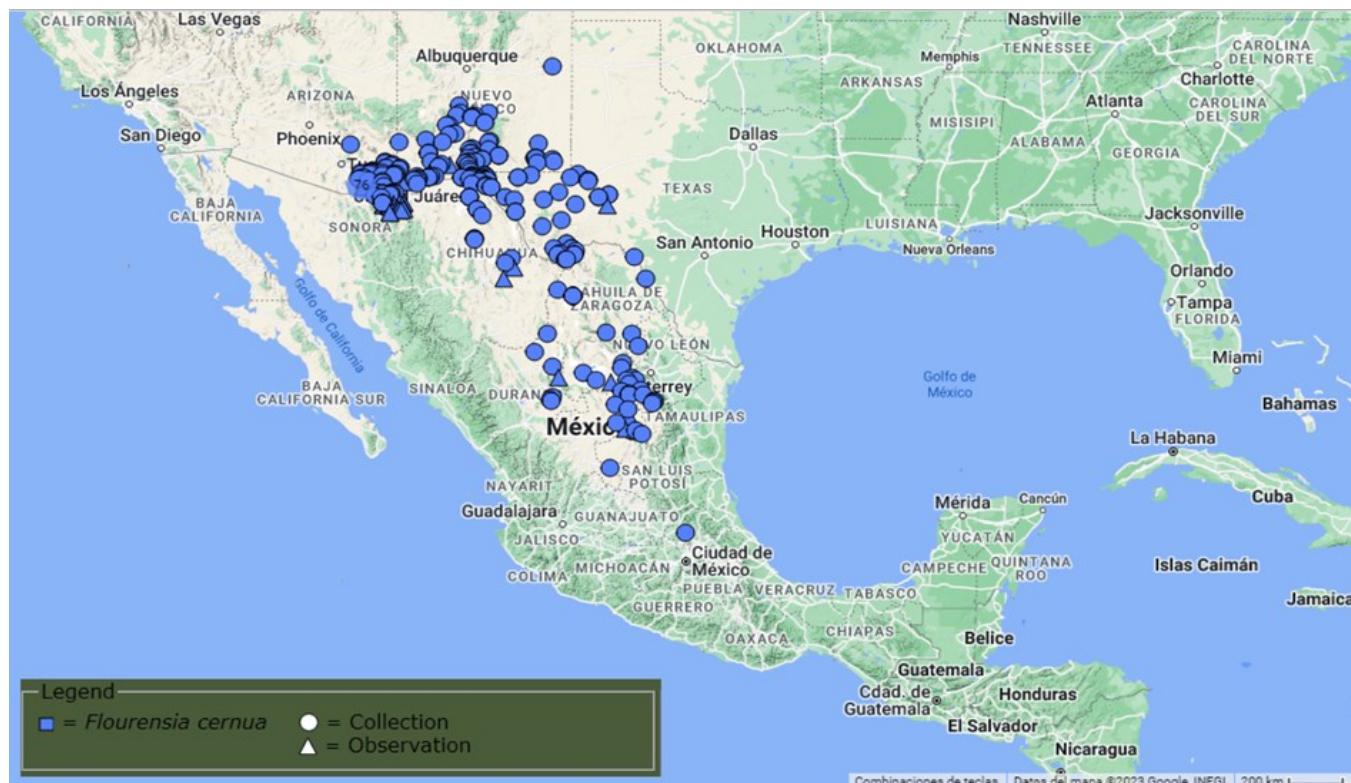 CALIFORNIA
Las Vegas
Nashville
OKLAHOMA
TENNESSEE
CAROLINA
DEL NORTE
Albuquerque
Memphis
Charlotte
Los Ángeles
ARIZONA
NUEVO
ARKANSAS
Atlanta
CAROLINA
DEL SUR
San Diego
Phoenix
Dallas
MISISIPI
ALABAMA
GEORGIA
76
Juáre
TEXAS
BAJA
CALIFORNIA
SONORA
LUISIANA
Jacksonville
San Antonio
Houston
Nueva Orleans
CHIHUAHUA
Golfo de California
AHUILA DE
ZARAGOZA
Orlando
Tampa
FLORIDA
NUEVO LEÓN
Miami
BAJA
CALIFORNIA SUR
SINALOA
DURAN
terrey
Golfo de
México
TAMAULIPAS
Bahamas
Méxic
La Habana
SAN LUIS
POTOSÍ
Cuba
NAYARIT
Mérida
Cancún
Guadalajara
GUANAJUATO
YUCATÁN
JALISCO
Ciudad de
México
CAMPECHE
QUINTANA
ROO
Islas Caimán
COLIMA
MICHOACÁN
PUEBLA
VERACRUZ
TABASCO
Jamaica
GUERRERO
OAXACA
CHIAPAS
Belice
Guatemala
Cdad. de
Guatemala
Honduras
El Salvador
Nicaragua
Legend
= Flourensia cernua
= Collection
= Observation
Combinaciones de teclas
Datos del mapa ©2023 Google, INEGI
200 km